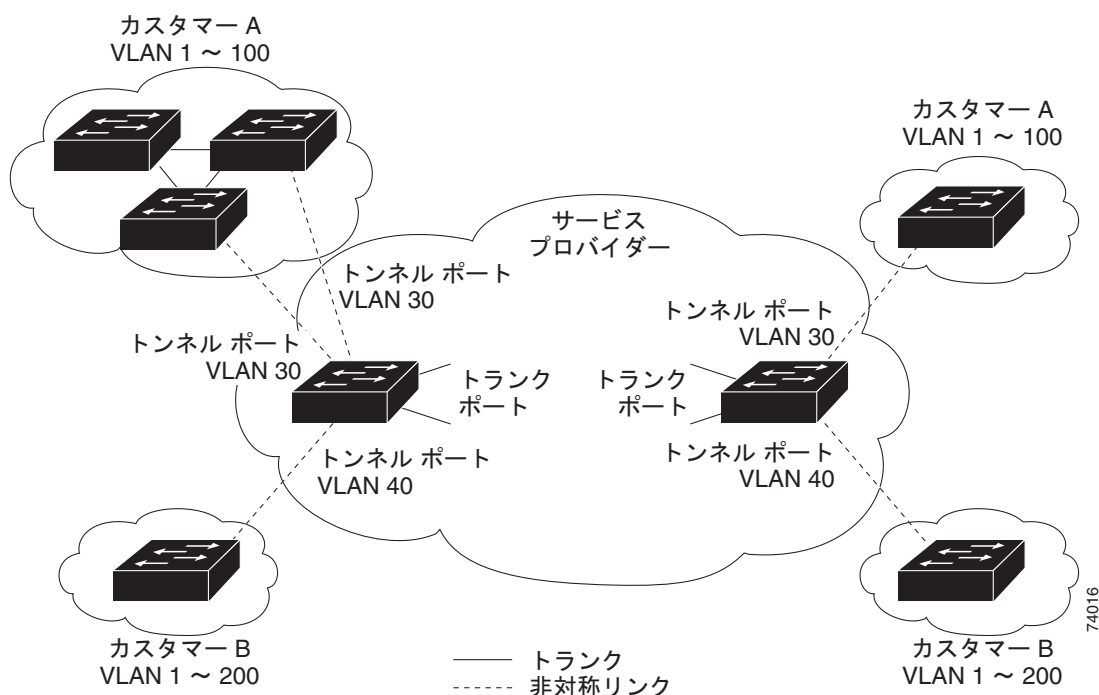 カスタマー A
VLAN 1 ～ 100
カスタマー A
VLAN 1 ～ 100
サービス
プロバイダー
トンネル ポート
VLAN 30
トンネル ポート
VLAN 30
トンネル ポート
VLAN 30
トランク
ポート
トランク
ポート
トンネル ポート
VLAN 40
トンネル ポート
VLAN 40
カスタマー B
VLAN 1 ～ 200
カスタマー B
VLAN 1 ～ 200
トランク
非対称リンク
74016